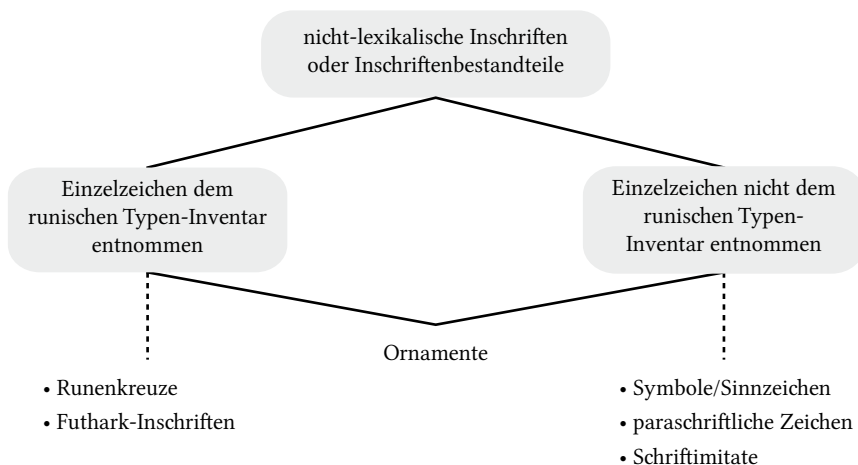 nicht-lexikalische Inschriften
oder Inschriftenbestandteile
Einzelzeichen dem
runischen Typen-Inventar
entnommen
Einzelzeichen nicht dem
runischen Typen-
Inventar entnommen
Ornamente
• Runenkreuze
• Futhark-Inschriften
• Symbole/Sinnzeichen
• paraschriftliche Zeichen
• Schriftimitate